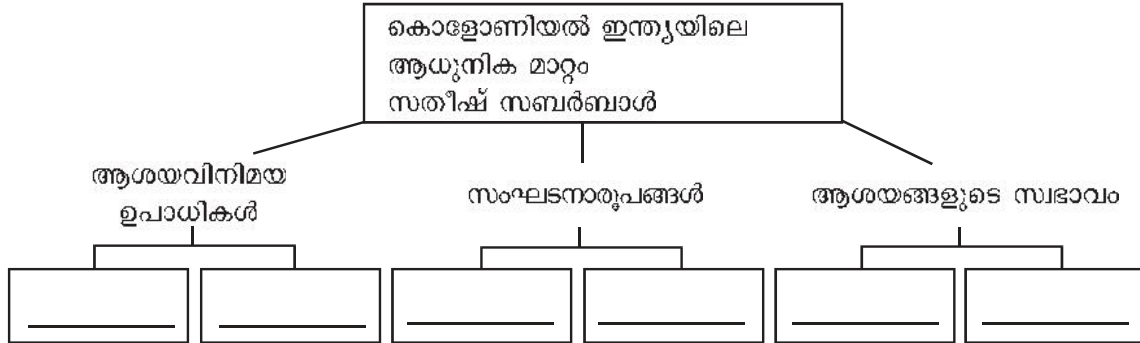 കൊളോണിയൽ ഇന്ത്യയിലെ
ആധുനിക മാറ്റം
സതീഷ് സബർബാൾ
ആശയവിനിമയ
ഉപാധികൾ
സംഘടനാരൂപങ്ങൾ
ആശയങ്ങളുടെ സ്വഭാവം